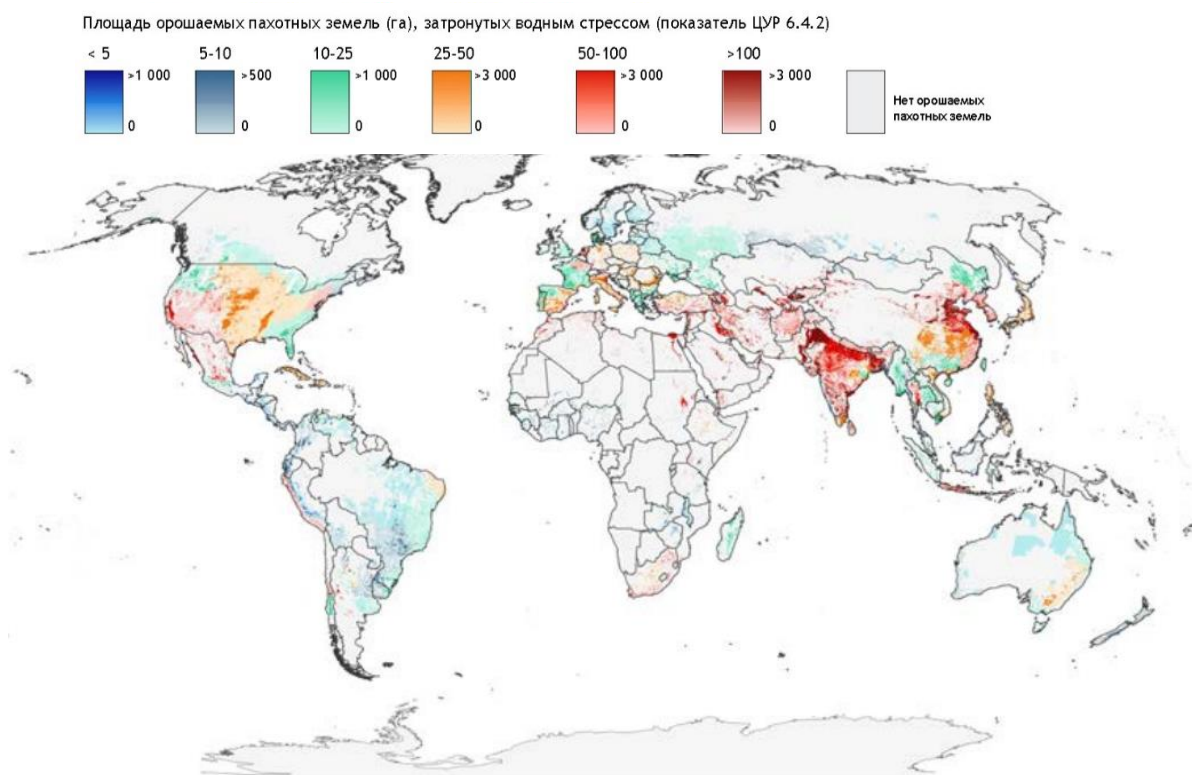 Площадь орошаемых пахотных земель (га), затронутых водным стрессом (показатель ЦУР 6.4.2)
< 5 5-10 10-25 25-50 50-100 >100
>1 000 >500 >1 000 >3 000 >3 000 >3 000
0 0 0 0 0 0
Нет орошаемых
пахотных земель